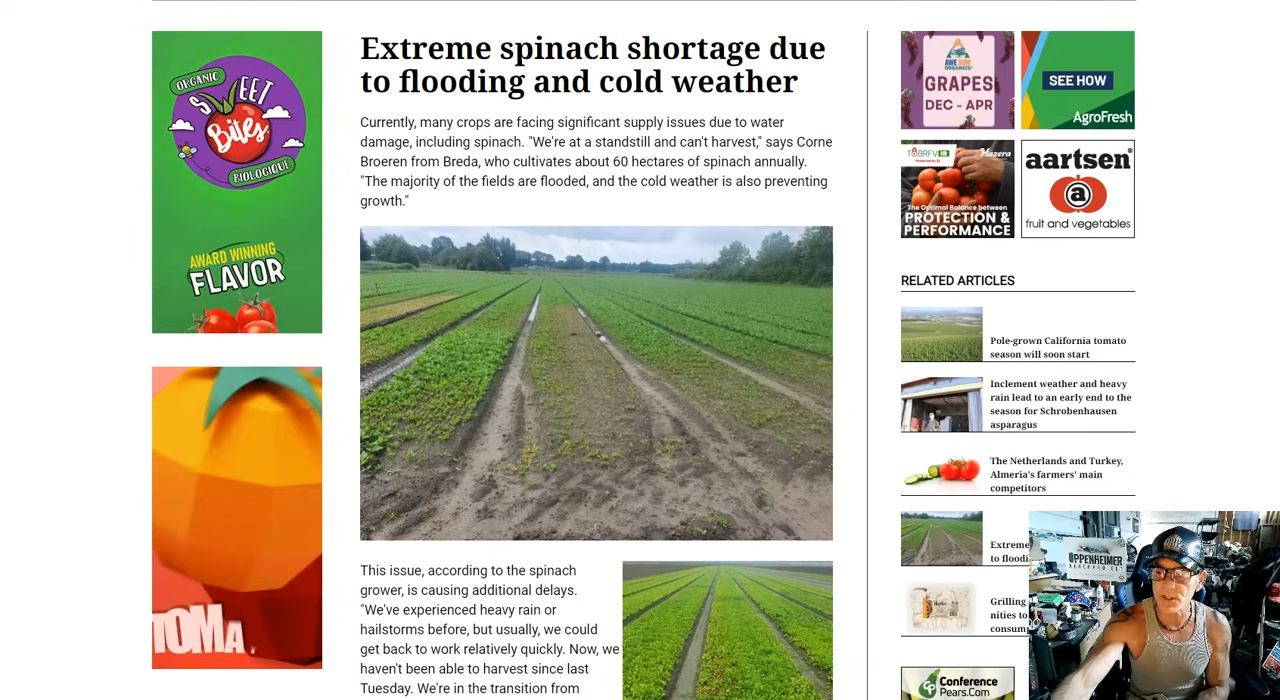 ORGANIC
SWEET
Bites
BIOLOGIQUE
AWARD WINNING
FLAVOR
TOMA
Extreme spinach shortage due
to flooding and cold weather
Currently, many crops are facing significant supply issues due to water
damage, including spinach. "We're at a standstill and can't harvest," says Corne
Broeren from Breda, who cultivates about 60 hectares of spinach annually.
"The majority of the fields are flooded, and the cold weather is also preventing
growth."
This issue, according to the spinach
grower, is causing additional delays.
"We've experienced heavy rain or
hailstorms before, but usually, we could
get back to work relatively quickly. Now, we
haven't been able to harvest since last
Tuesday. We're in the transition from
AWE SUM
ORGANICS
GRAPES
DEC - APR
SEE HOW
AgroFresh
TOBRFV
Hazera
The Optimal Balance between
PROTECTION &
PERFORMANCE
aartsen
a
fruit and vegetables
RELATED ARTICLES
Pole-grown California tomato
season will soon start
Inclement weather and heavy
rain lead to an early end to the
season for Schrobenhausen
asparagus
The Netherlands and Turkey,
Almeria's farmers' main
competitors
Extreme
to floodi
Grilling
nities to
consum
Conference
Pears.Com
OPPENHEIMER